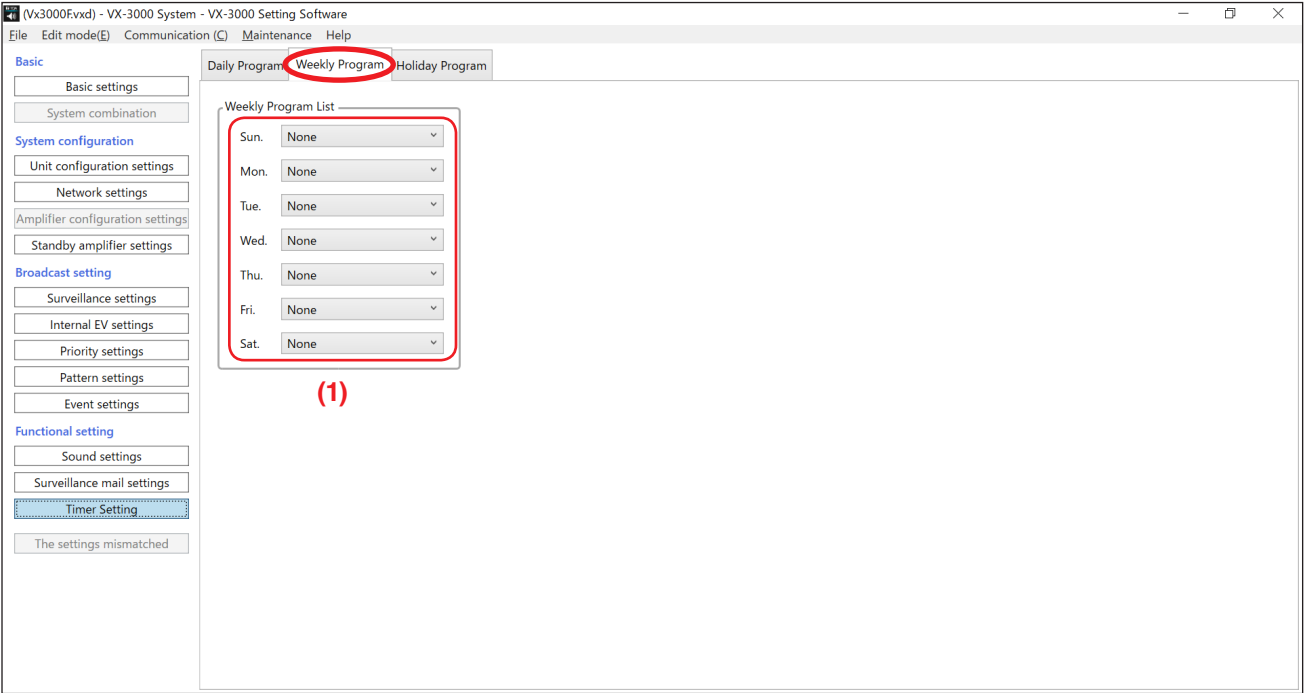 (Vx3000F.vxd) - VX-3000 System - VX-3000 Setting Software
File Edit mode(E) Communication (C) Maintenance Help
Basic
Basic settings
System combination
System configuration
Unit configuration settings
Network settings
Amplifier configuration settings
Standby amplifier settings
Broadcast setting
Surveillance settings
Internal EV settings
Priority settings
Pattern settings
Event settings
Functional setting
Sound settings
Surveillance mail settings
Timer Setting
The settings mismatched
Daily Program Weekly Program Holiday Program
Weekly Program List
Sun. None
Mon. None
Tue. None
Wed. None
Thu. None
Fri. None
Sat. None
(1)